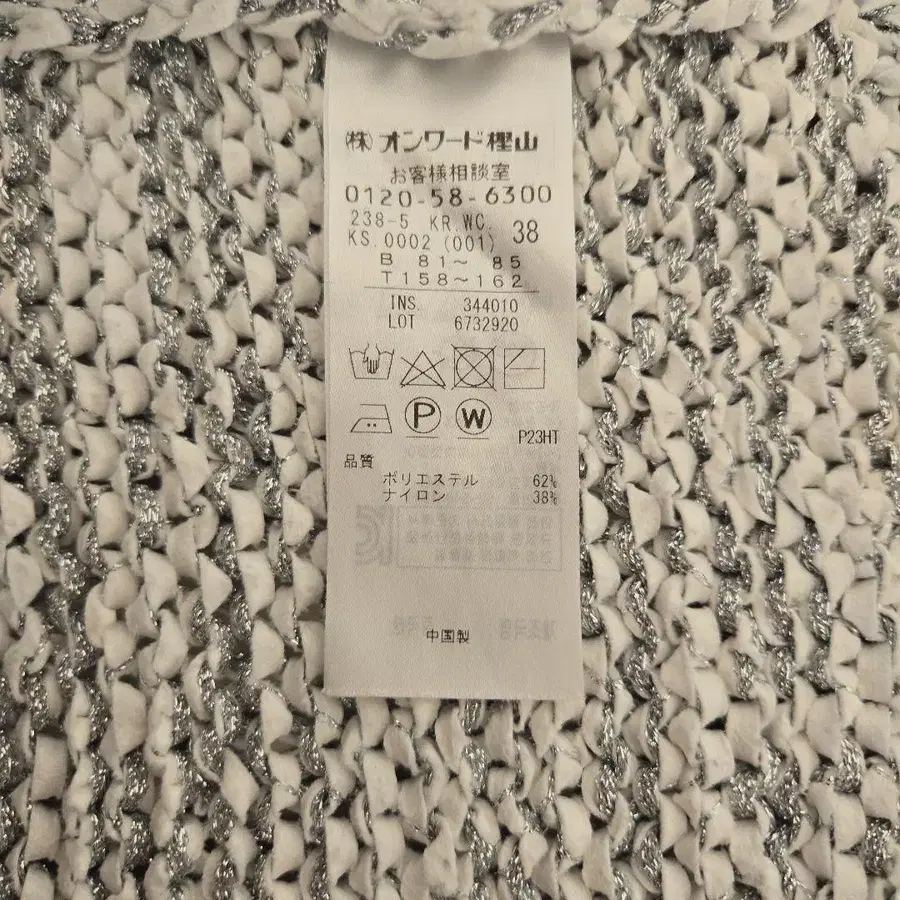 ㈱オンワード樫山
お客様相談室
0120-58-6300
238-5 KR.WC. 38
KS.0002 (001)
B 81～ 85
T158～162
INS. 344010
LOT 6732920
P W
P23HT
品質
ポリエステル 62%
ナイロン 38%
中国製